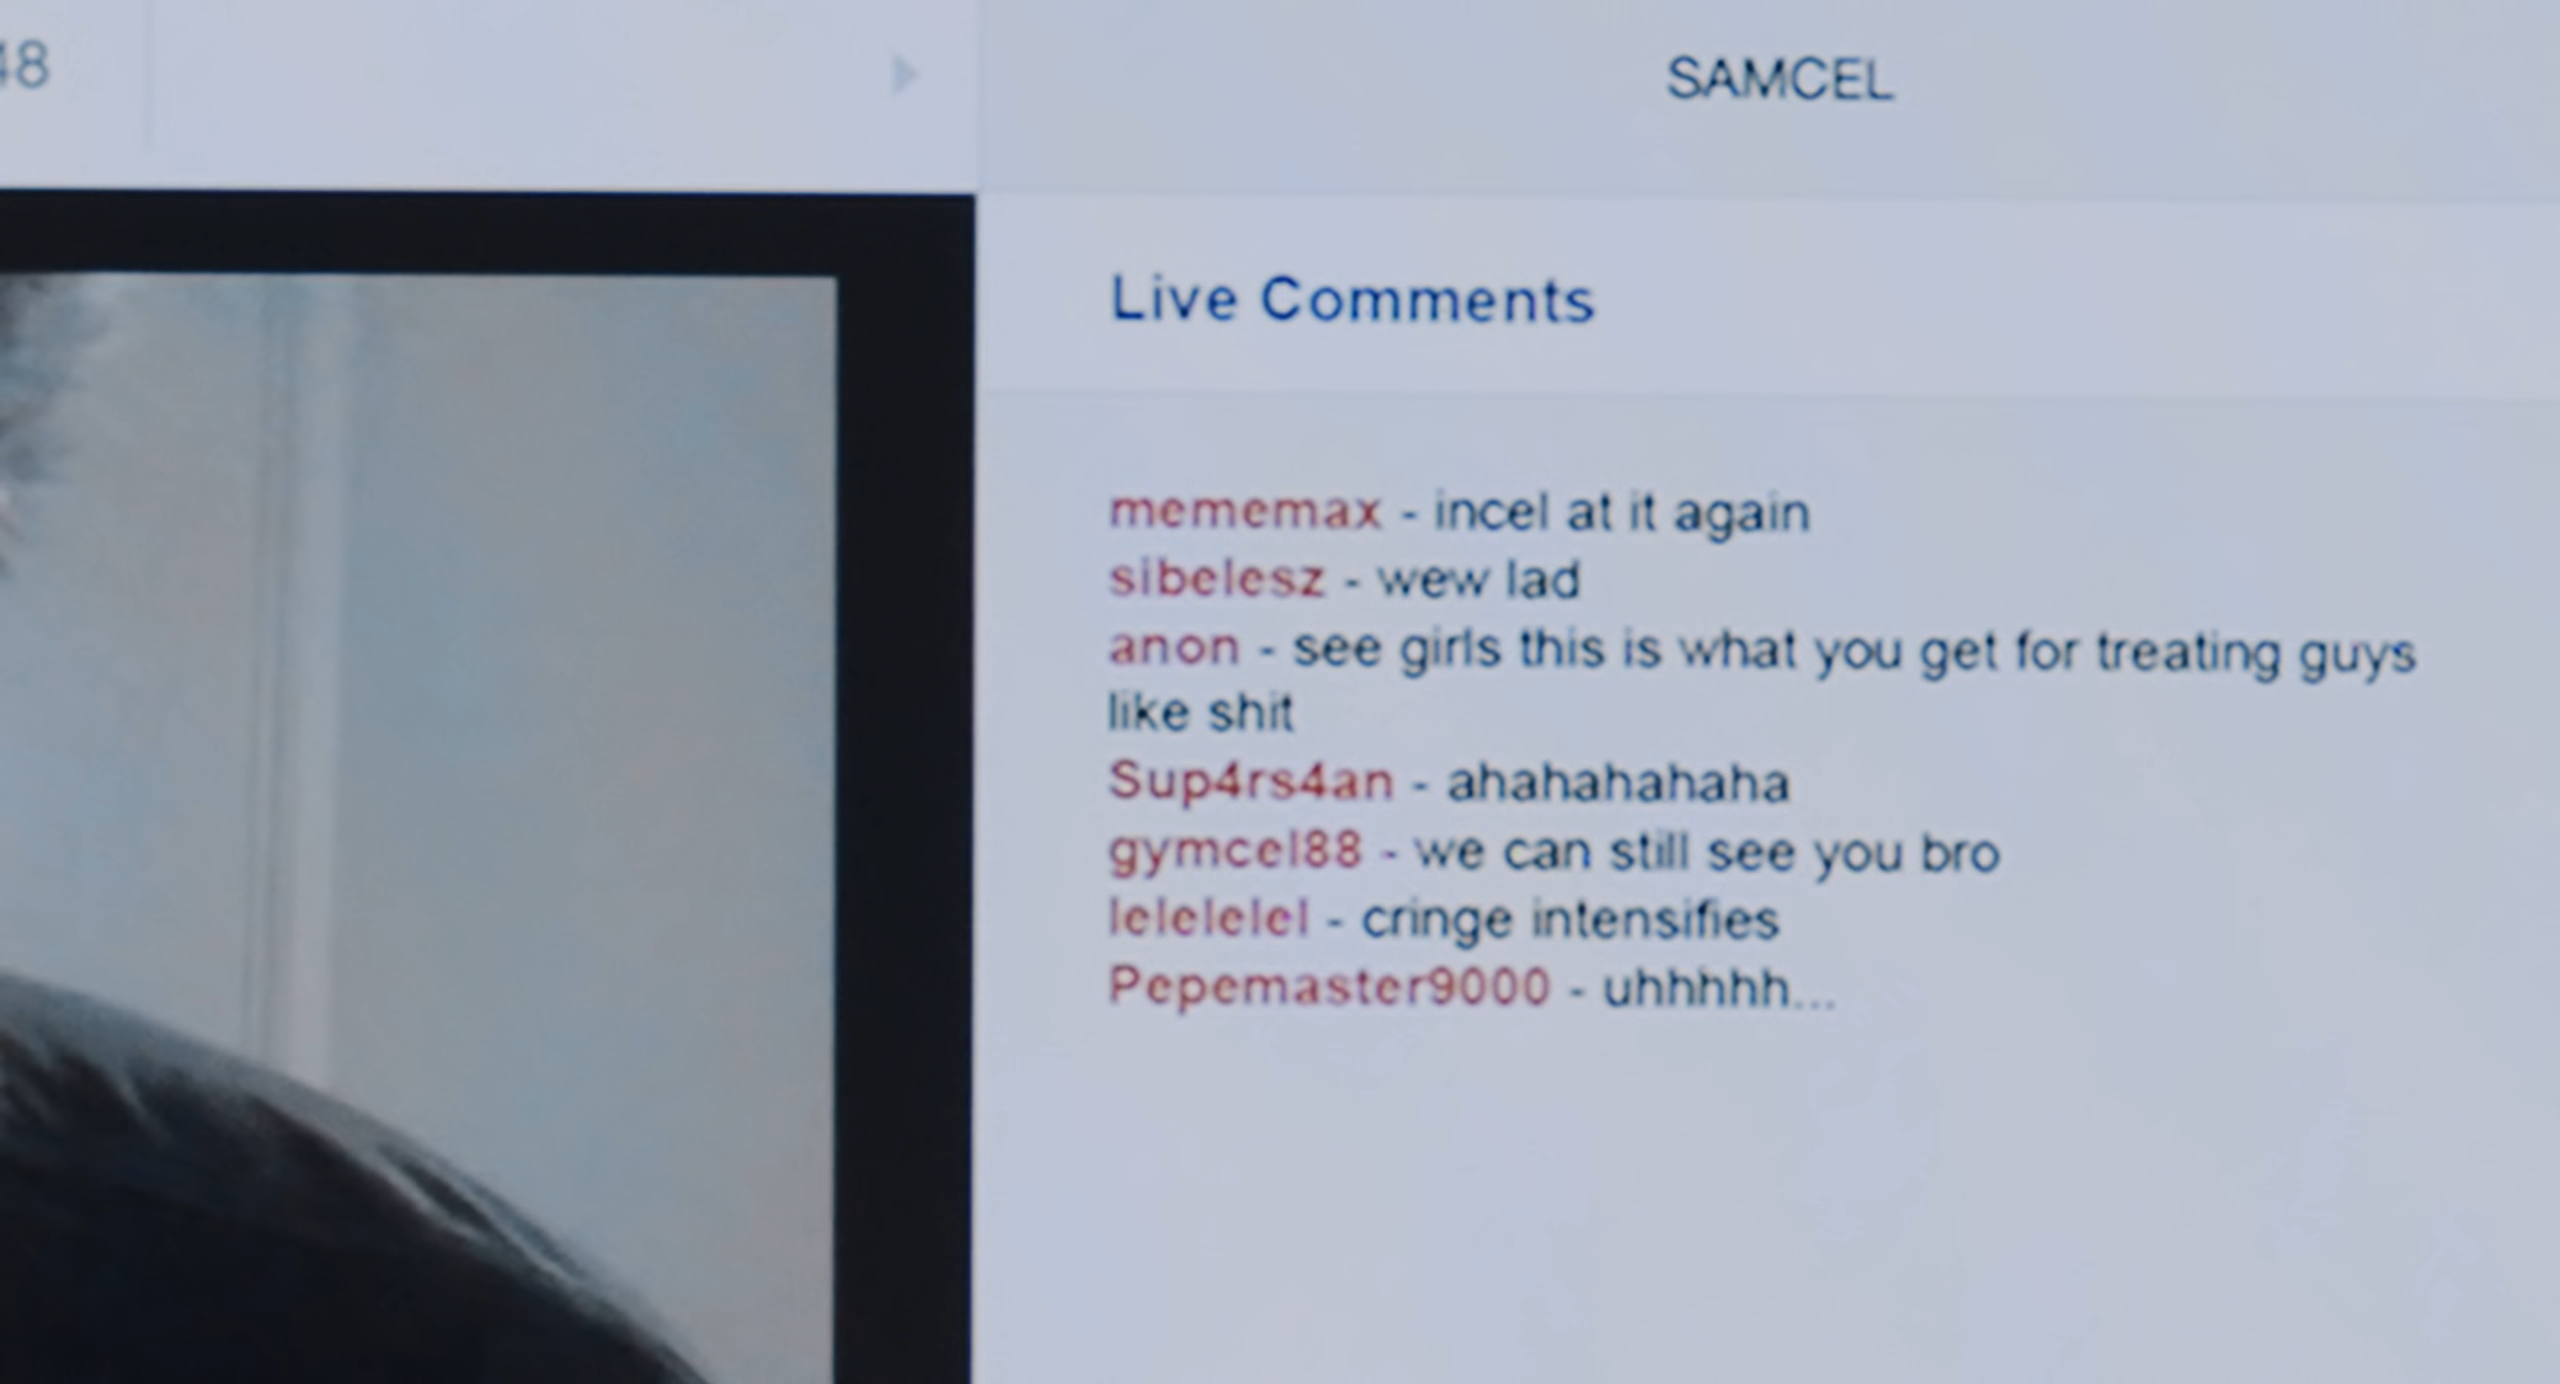 48
SAMCEL
Live Comments
mememax - incel at it again
sibelesz - wew lad
anon - see girls this is what you get for treating guys
like shit
Sup4rs4an - ahahahahaha
gymcel88 - we can still see you bro
lelelelel - cringe intensifies
Pepemaster9000 - uhhhhh...